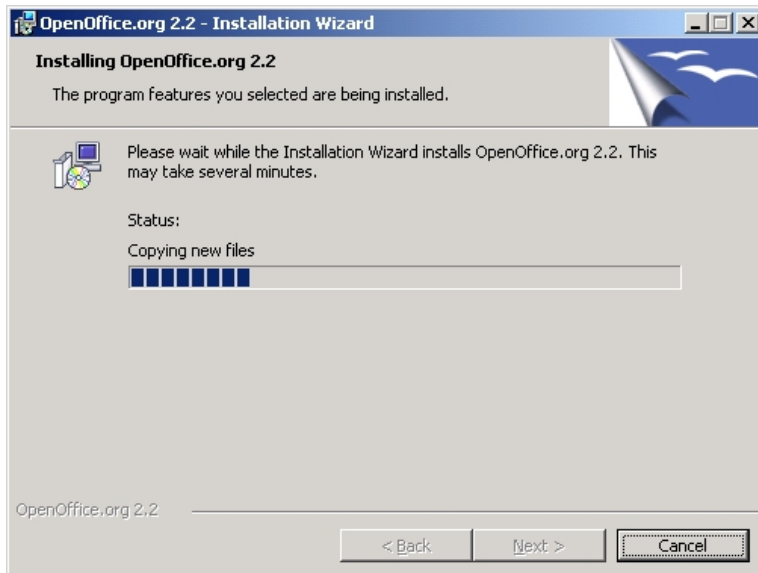 OpenOffice.org 2.2 - Installation Wizard
Installing OpenOffice.org 2.2
The program features you selected are being installed.
Please wait while the Installation Wizard installs OpenOffice.org 2.2. This
may take several minutes.
Status:
Copying new files
OpenOffice.org 2.2
< Back Next > Cancel